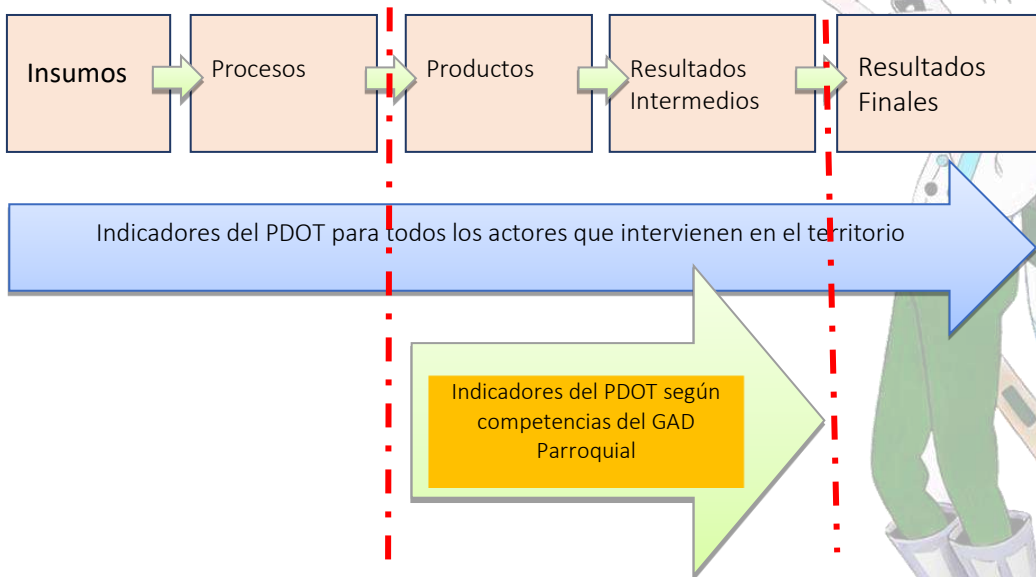 Insumos
Procesos
Productos
Resultados
Intermedios
Resultados
Finales
Indicadores del PDOT para todos los actores que intervienen en el territorio
Indicadores del PDOT según
competencias del GAD
Parroquial